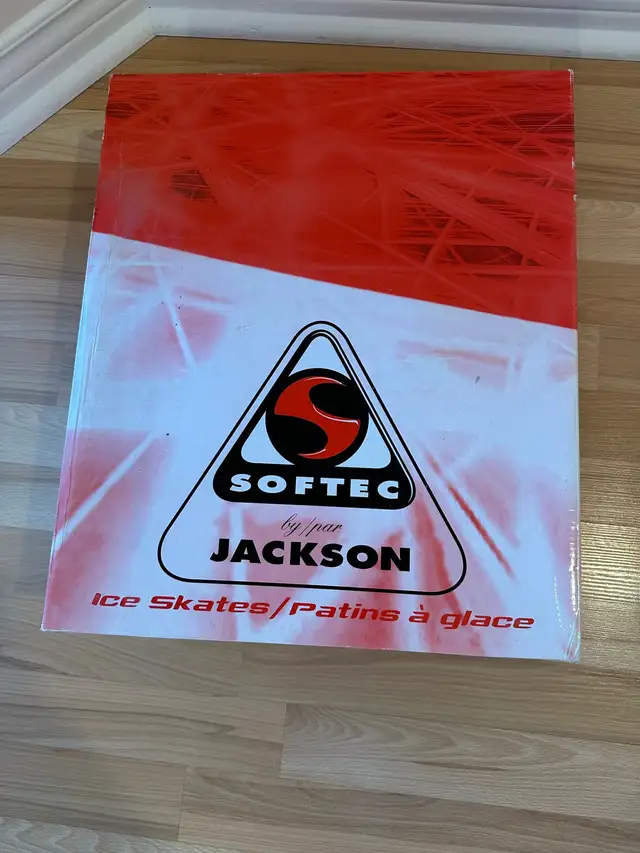 SOFTEC
by/par
JACKSON
Ice Skates/Patins à glace